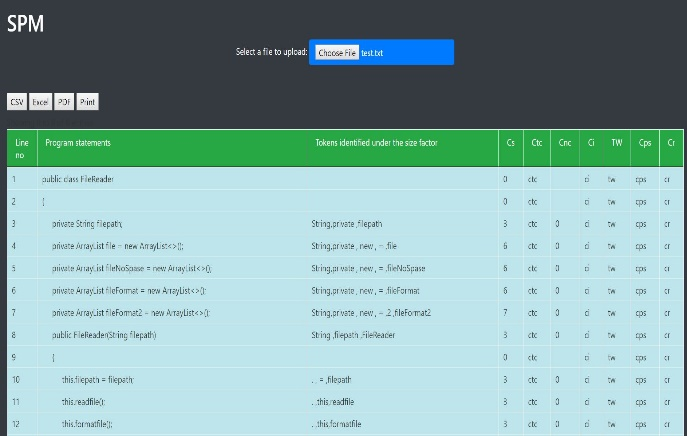 SPM
Select a file to upload: Choose File test.txt
CSV Excel PDF Print
Line no Program statements Tokens identified under the size factor Cs Ctc Cnc Ci TW Cps Cr
1 public class FileReader 0 ctc ci tw cps cr
2 { 0 ctc ci tw cps cr
3 private String filepath; String,private ,filepath 3 ctc 0 ci tw cps cr
4 private ArrayList file = new ArrayList<>(); String,private , new , = ,file 6 ctc 0 ci tw cps cr
5 private ArrayList fileNoSpase = new ArrayList<>(); String,private , new , = ,fileNoSpase 6 ctc 0 ci tw cps cr
6 private ArrayList fileFormat = new ArrayList<>(); String,private , new , = ,fileFormat 6 ctc 0 ci tw cps cr
7 private ArrayList fileFormat2 = new ArrayList<>(); String,private , new , = ,2 ,fileFormat2 7 ctc 0 ci tw cps cr
8 public FileReader(String filepath) String ,filepath ,FileReader 3 ctc 0 ci tw cps cr
9 { 0 ctc ci tw cps cr
10 this.filepath = filepath; . , = ,filepath 3 ctc 0 ci tw cps cr
11 this.readfile(); . ,this,readfile 3 ctc 0 ci tw cps cr
12 this.formatfile(); . ,this,formatfile 3 ctc 0 ci tw cps cr